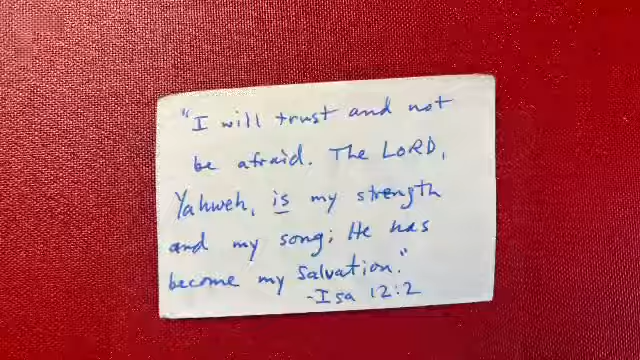 "I will trust and not
be afraid. The LORD,
Yahweh, is my strength
and my song; He has
become my salvation."
-Isa 12:2